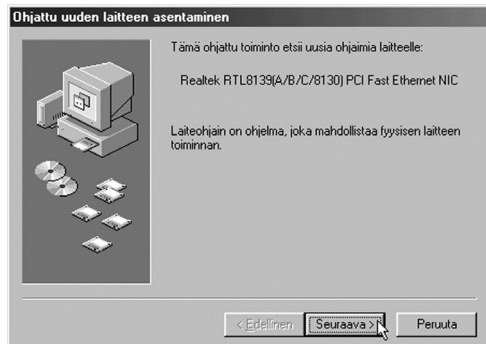 Ohjattu uuden laitteen asentaminen
Tämä ohjattu toiminto etsii uusia ohjaimia laitteelle:
Realtek RTL8139(A/B/C/8130) PCI Fast Ethernet NIC
Laiteohjain on ohjelma, joka mahdollistaa fyysisen laitteen
toiminnan.
< Edellinen
Seuraava >
Peruuta